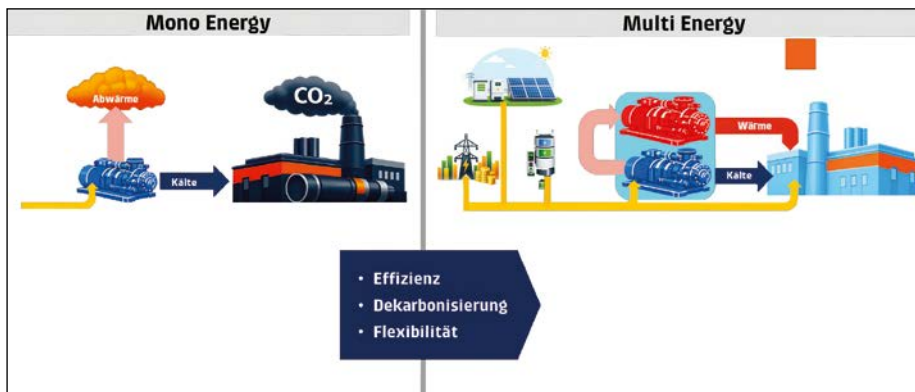 Mono Energy
Abwärme
CO₂
Kälte
Multi Energy
Wärme
Kälte
• Effizienz
• Dekarbonisierung
• Flexibilität